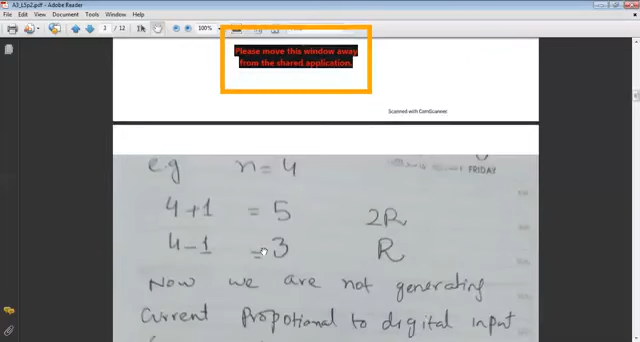 A3_L5p2.pdf - Adobe Reader
File Edit View Document Tools Window Help
3 / 12 100%
Please move this window away
from the shared application.
Scanned with CamScanner
e.g n = 4
FRIDAY
4+1 = 5 2R
4-1 = 3 R
Now we are not generating
Current Propotional to digital input